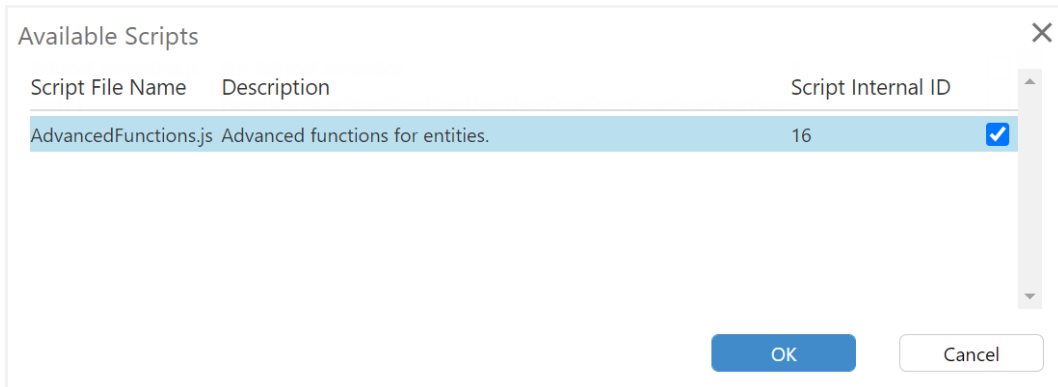 Available Scripts
Script File Name Description Script Internal ID
AdvancedFunctions.js Advanced functions for entities. 16
OK Cancel